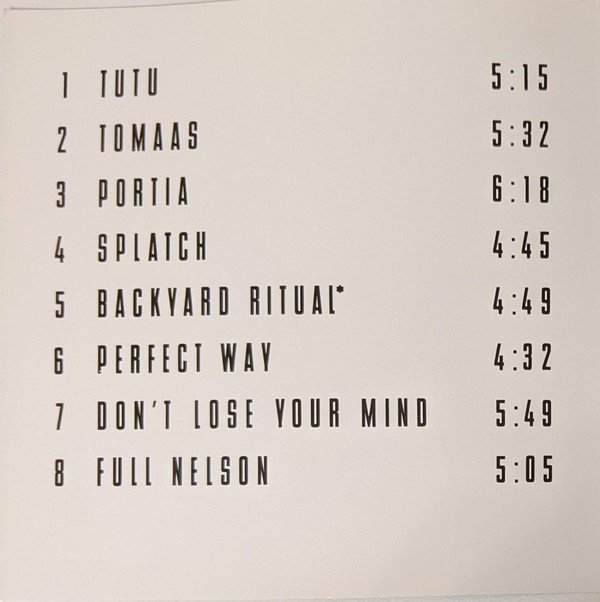 1 TUTU 5:15
2 TOMAAS 5:32
3 PORTIA 6:18
4 SPLATCH 4:45
5 BACKYARD RITUAL* 4:49
6 PERFECT WAY 4:32
7 DON'T LOSE YOUR MIND 5:49
8 FULL NELSON 5:05